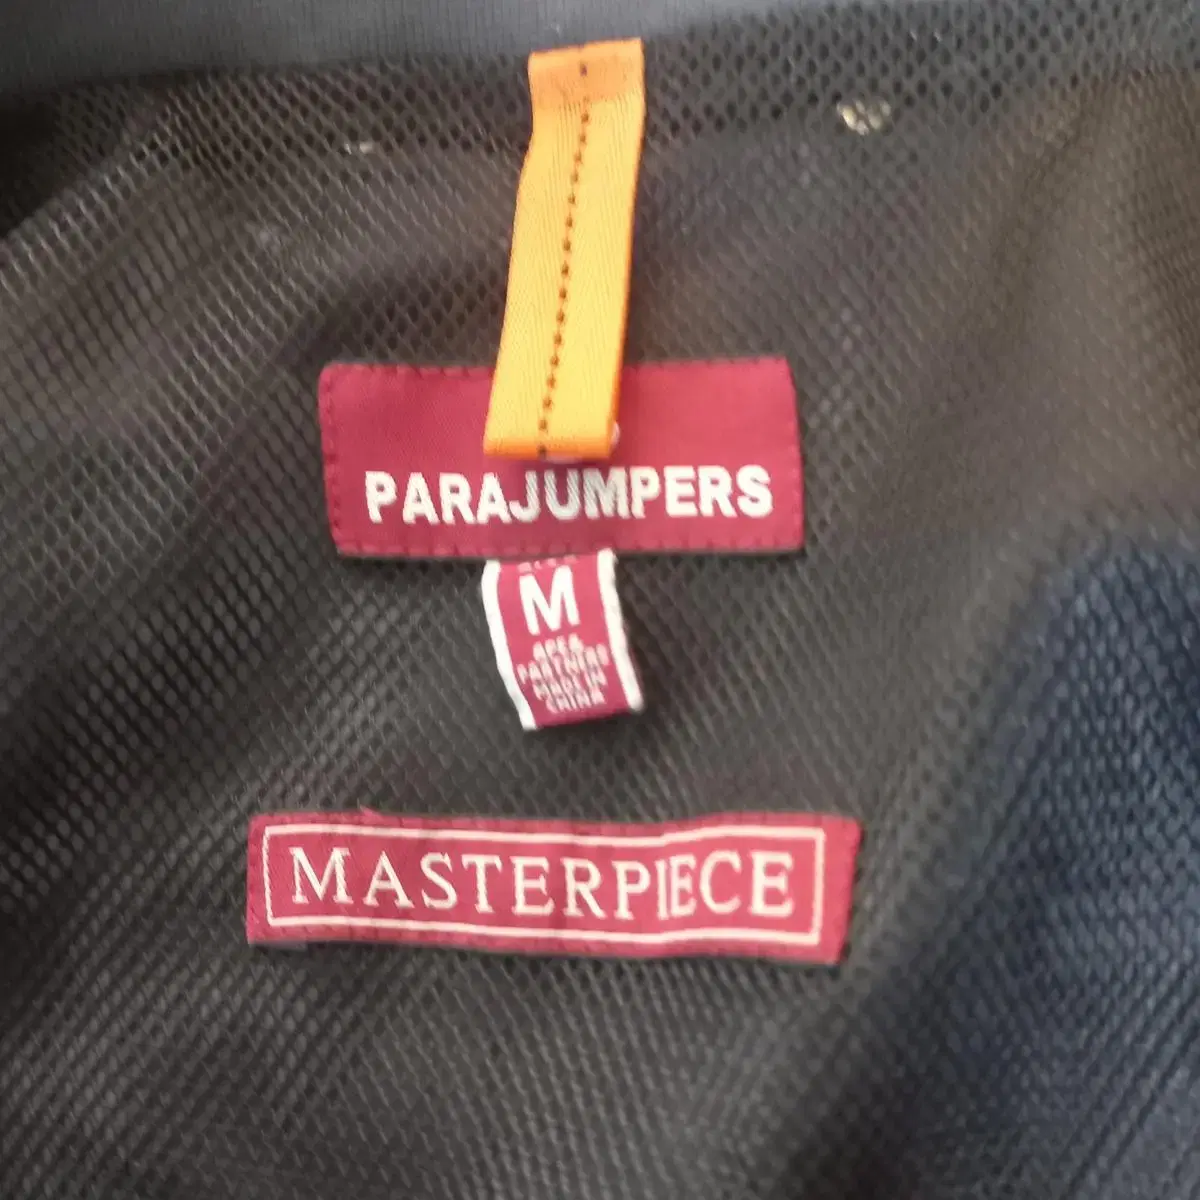 PARAJUMPERS
M
APEA
PARTNERS
MADE IN
CHINA
MASTERPIECE